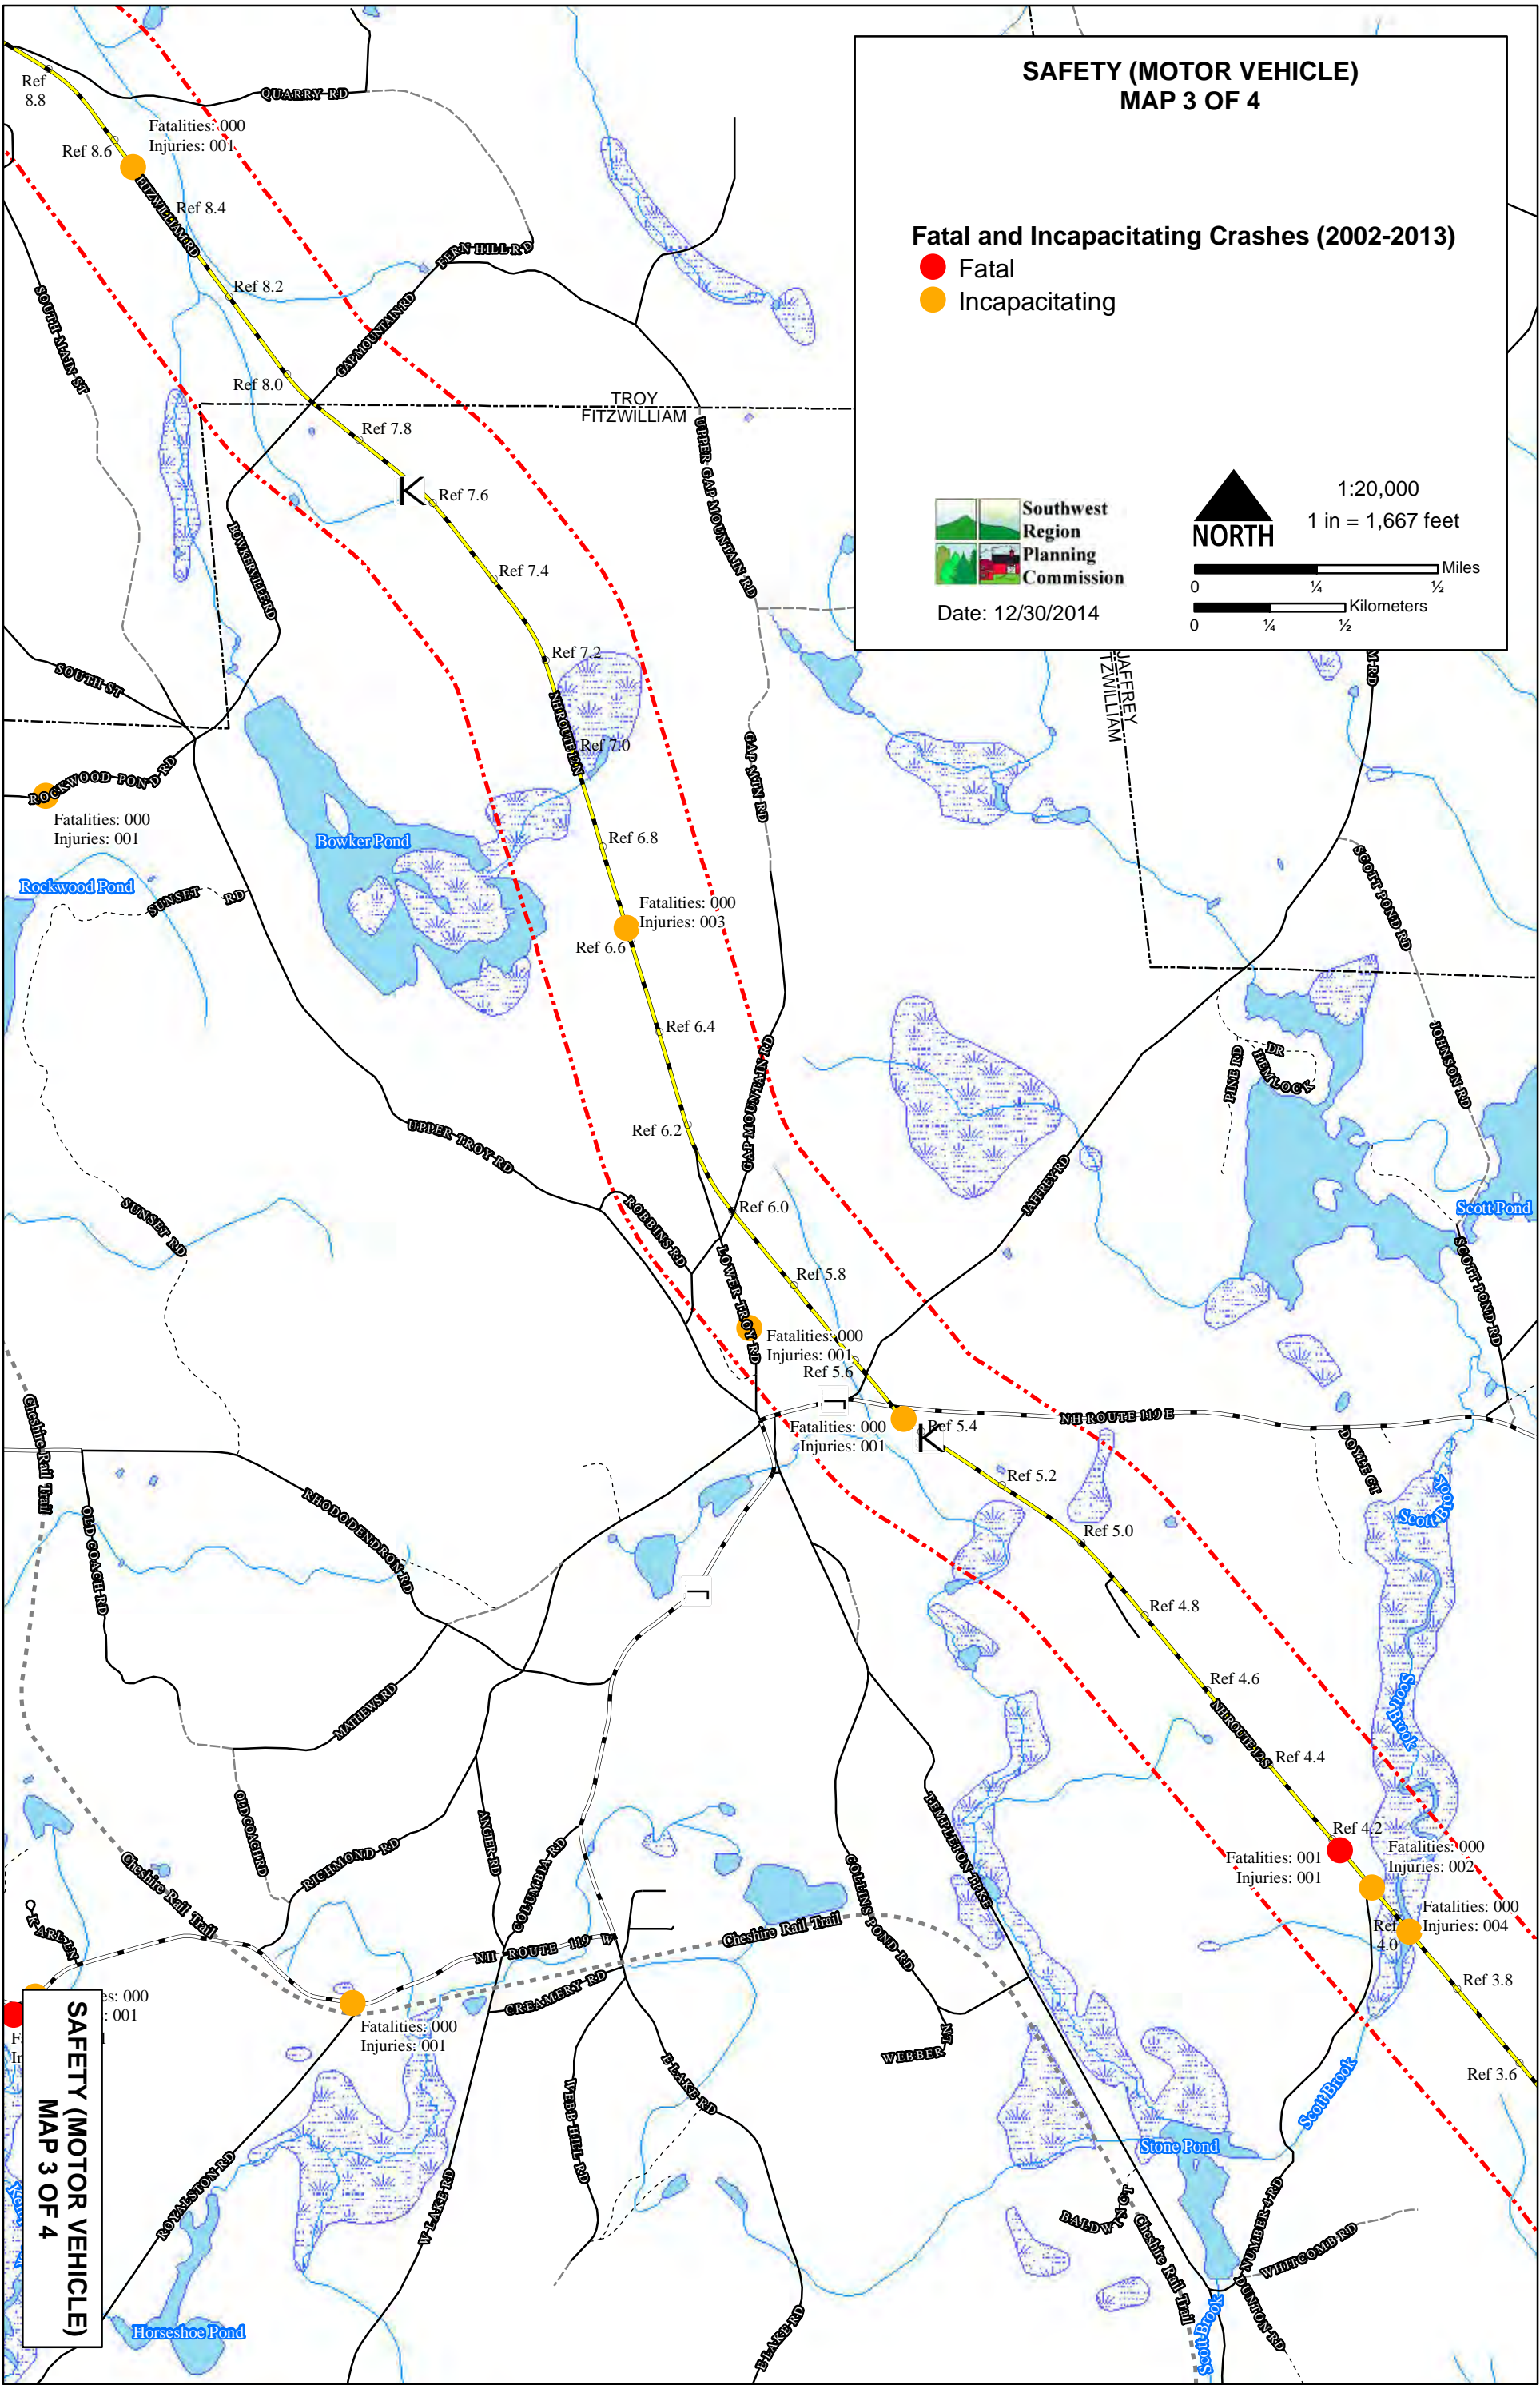 SAFETY (MOTOR VEHICLE)
MAP 3 OF 4
Fatal and Incapacitating Crashes (2002-2013)
Fatal
Incapacitating
Southwest
Region
Planning
Commission
Date: 12/30/2014
NORTH
1:20,000
1 in = 1,667 feet
Miles
0 ¼ ½
Kilometers
0 ¼ ½
Ref
8.8
QUARRY RD
Fatalities: 000
Injuries: 001
Ref 8.6
FITZWILLIAM RD
Ref 8.4
FERN HILL RD
Ref 8.2
GAP MOUNTAIN RD
SOUTH MAIN ST
Ref 8.0
TROY
FITZWILLIAM
Ref 7.8
UPPER GAP MOUNTAIN RD
K
Ref 7.6
BOWKERVILLE RD
Ref 7.4
SOUTH ST
Ref 7.2
JAFFREY
ITZWILLIAM
M RD
NH ROUTE 12 N
Ref 7.0
GAP MTN RD
ROCKWOOD POND RD
Fatalities: 000
Injuries: 001
Bowker Pond
Ref 6.8
SCOTT POND RD
Rockwood Pond
SUNSET RD
Fatalities: 000
Injuries: 003
Ref 6.6
Ref 6.4
JOHNSON RD
PINE RD
DR
HEMLOCK
GAP MOUNTAIN RD
Ref 6.2
UPPER TROY RD
JAFFREY RD
SUNSET RD
ROBBINS RD
Ref 6.0
Scott Pond
SCOTT POND RD
LOWER TROY RD
Ref 5.8
Fatalities: 000
Injuries: 001
Ref 5.6
Cheshire Rail Trail
Fatalities: 000
Injuries: 001
Ref 5.4
K
NH ROUTE 119 E
DOYLE CT
Ref 5.2
Scott Brook
OLD COACH RD
RHODODENDRON RD
Ref 5.0
Ref 4.8
MATHEWS RD
Ref 4.6
Scott
Brook
NH ROUTE 12 S
Ref 4.4
OLD COACH RD
ANGIER RD
TEMPLETON TPKE
Ref 4.2
Fatalities: 001
Injuries: 001
Fatalities: 000
Injuries: 002
RICHMOND RD
COLUMBIA RD
COLLINS POND RD
Cheshire Rail Trail
Fatalities: 000
Injuries: 004
Ref
4.0
KARL LN
NH ROUTE 119 W
Cheshire Rail Trail
CREAMERY RD
Ref 3.8
es: 000
: 001
Fatalities: 000
Injuries: 001
WEBBER LN
Ref 3.6
E LAKE RD
WEBB HILL RD
Scott Brook
Stone Pond
ROYALSTON RD
W LAKE RD
BALDWIN CT
NUMBER 4 RD
Cheshire Rail Trail
WHITCOMB RD
DUNTON RD
Scott Brook
E LAKE RD
Horseshoe Pond
SAFETY (MOTOR VEHICLE)
MAP 3 OF 4